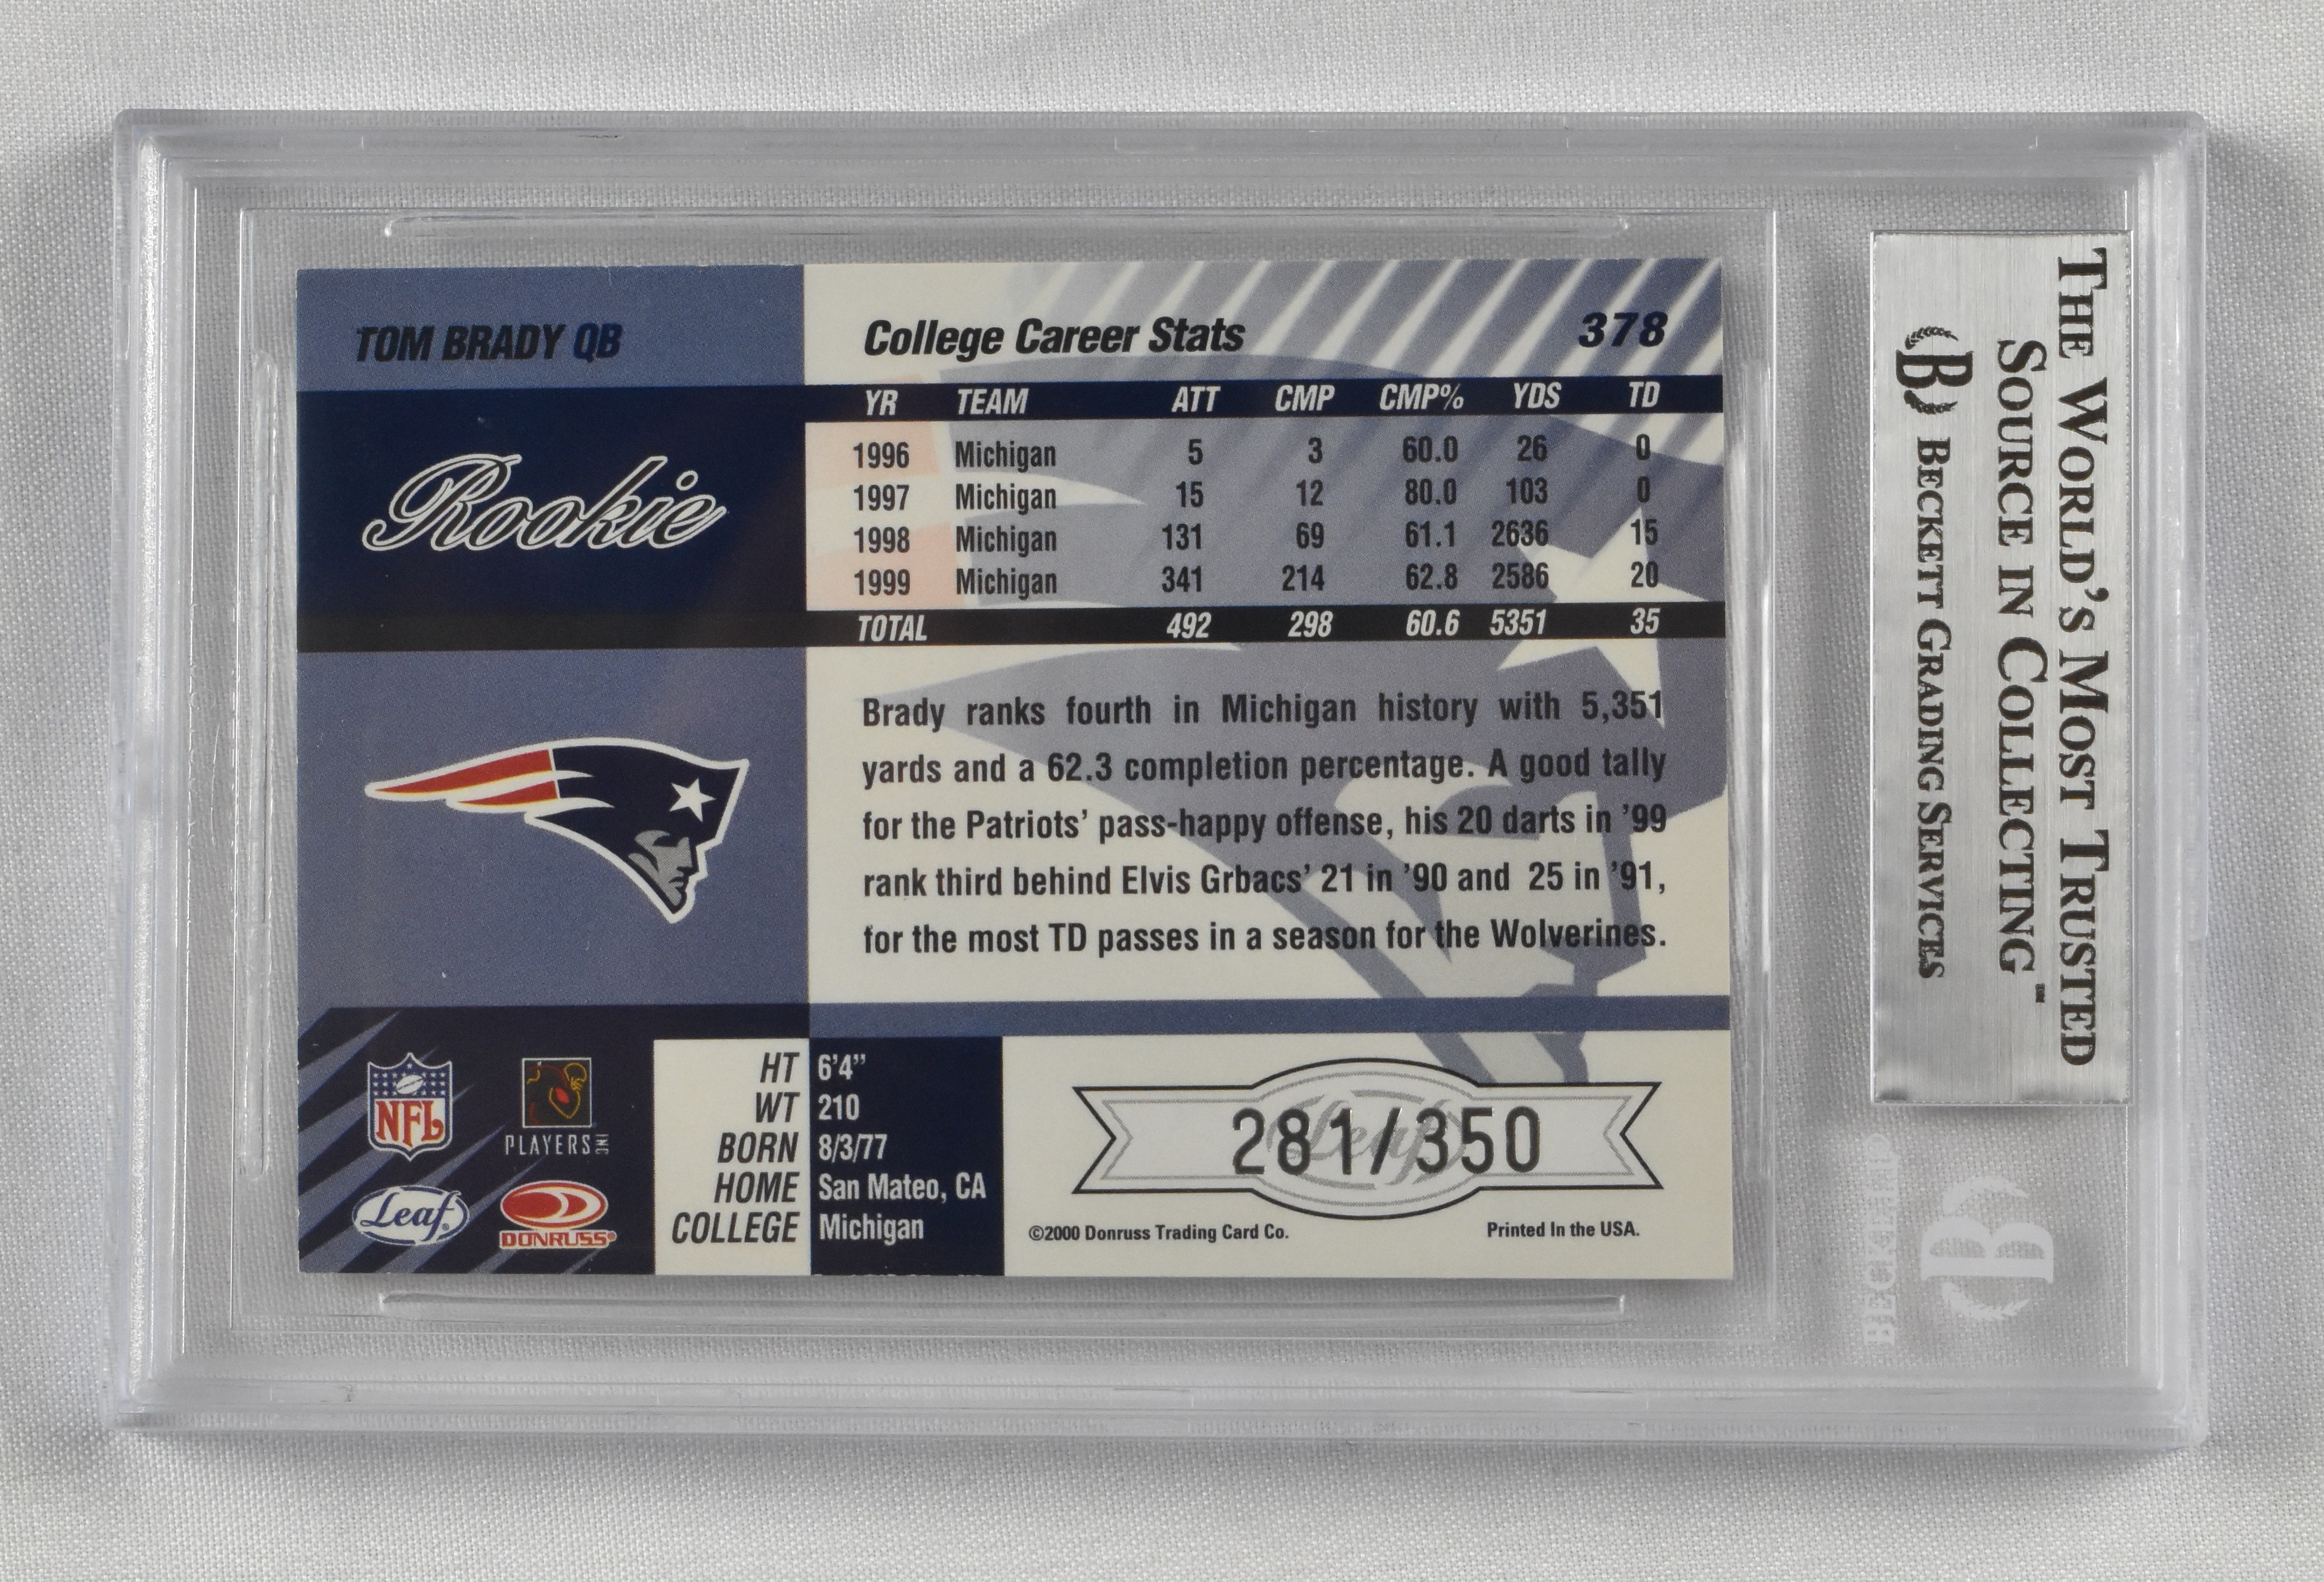 TOM BRADY QB
Rookie
College Career Stats 378
YR TEAM ATT CMP CMP% YDS TD
1996 Michigan 5 3 60.0 26 0
1997 Michigan 15 12 80.0 103 0
1998 Michigan 131 69 61.1 2636 15
1999 Michigan 341 214 62.8 2586 20
TOTAL 492 298 60.6 5351 35
Brady ranks fourth in Michigan history with 5,351
yards and a 62.3 completion percentage. A good tally
for the Patriots’ pass-happy offense, his 20 darts in ’99
rank third behind Elvis Grbacs’ 21 in ’90 and 25 in ’91,
for the most TD passes in a season for the Wolverines.
NFL
PLAYERS INC
Leaf®
DONRUSS®
HT 6’4”
WT 210
BORN 8/3/77
HOME San Mateo, CA
COLLEGE Michigan
Leaf
281/350
©2000 Donruss Trading Card Co. Printed In the USA.
THE WORLD'S MOST TRUSTED
SOURCE IN COLLECTING™
B BECKETT GRADING SERVICES
BECKETT®
B